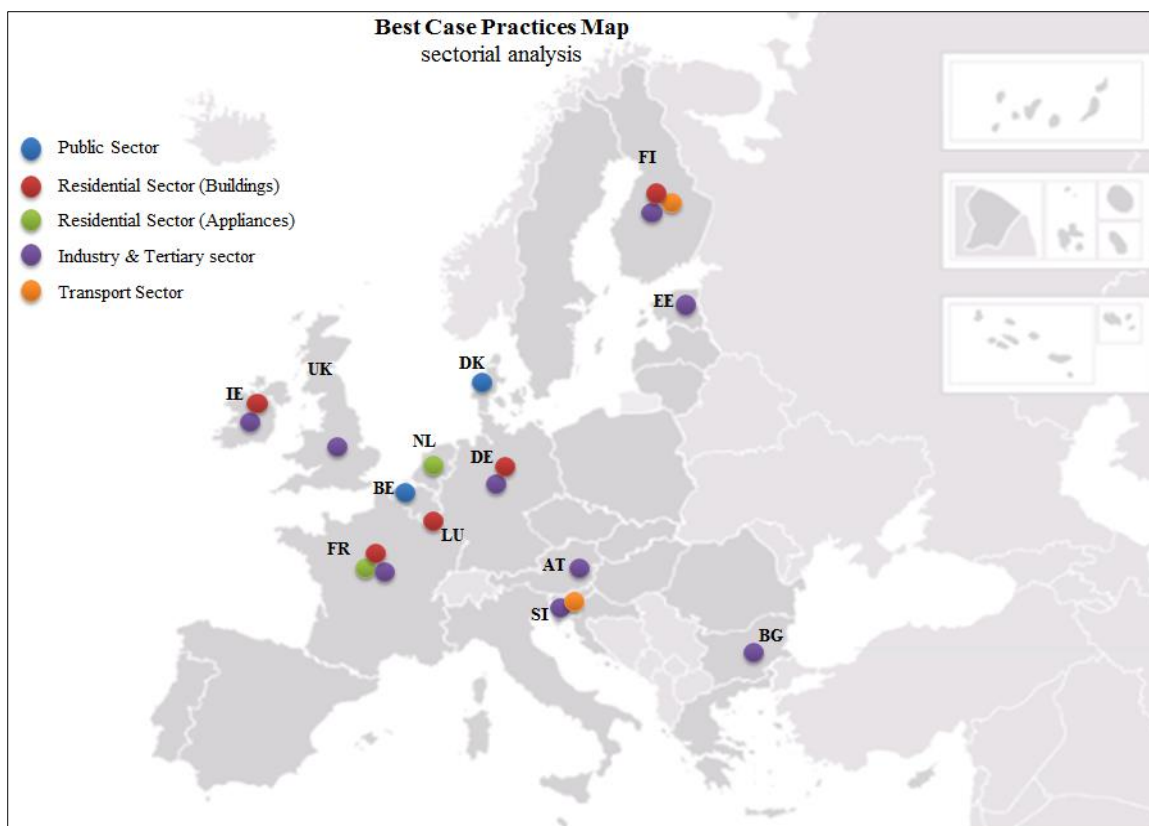 Best Case Practices Map
sectorial analysis
Public Sector
Residential Sector (Buildings)
Residential Sector (Appliances)
Industry & Tertiary sector
Transport Sector
FI
EE
DK
UK
IE
NL
DE
BE
LU
FR
AT
SI
BG